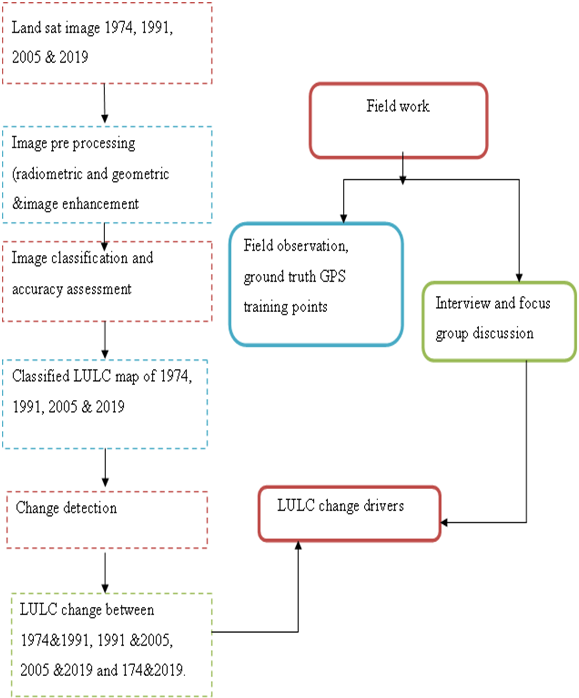 Land sat image 1974, 1991,
2005 & 2019
Image pre processing
(radiometric and geometric
&image enhancement
Image classification and
accuracy assessment
Classified LULC map of 1974,
1991, 2005 & 2019
Change detection
LULC change between
1974&1991, 1991 &2005,
2005 &2019 and 174&2019.
Field work
Field observation,
ground truth GPS
training points
Interview and focus
group discussion
LULC change drivers